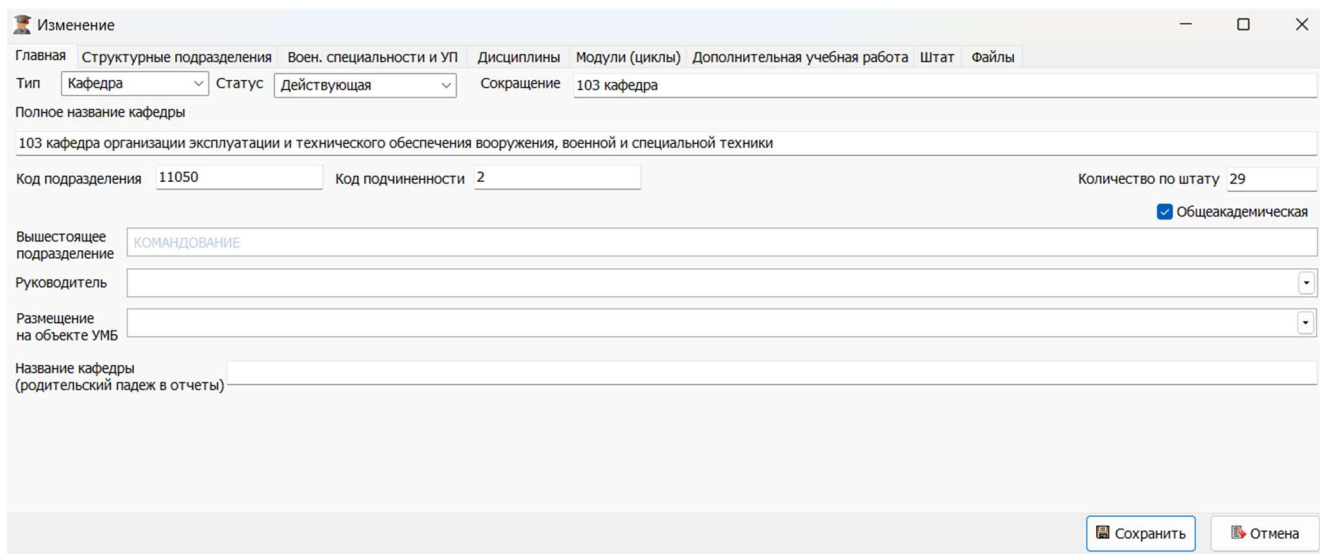 Изменение
Главная Структурные подразделения Воен. специальности и УП Дисциплины Модули (циклы) Дополнительная учебная работа Штат Файлы
Тип Кафедра Статус Действующая Сокращение 103 кафедра
Полное название кафедры
103 кафедра организации эксплуатации и технического обеспечения вооружения, военной и специальной техники
Код подразделения 11050 Код подчиненности 2 Количество по штату 29
Общеакадемическая
Вышестоящее
подразделение
КОМАНДОВАНИЕ
Руководитель
Размещение
на объекте УМБ
Название кафедры
(родительский падеж в отчеты)
Сохранить Отмена